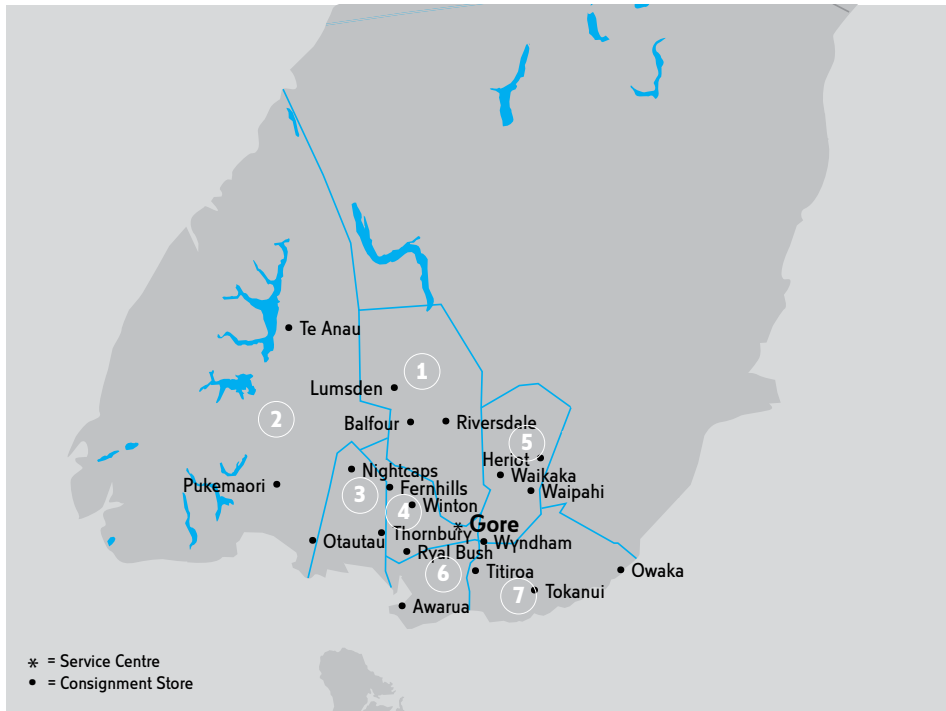 Te Anau
1
Lumsden
2
Balfour
Riversdale
5
Heriot
Nightcaps
Waikaka
Pukemaori
Fernhills
Waipahi
3
Winton
4
Gore
Thornbury
Otautau
Wyndham
Ryal Bush
6
Titiroa
Owaka
7
Tokanui
Awarua
* = Service Centre
• = Consignment Store